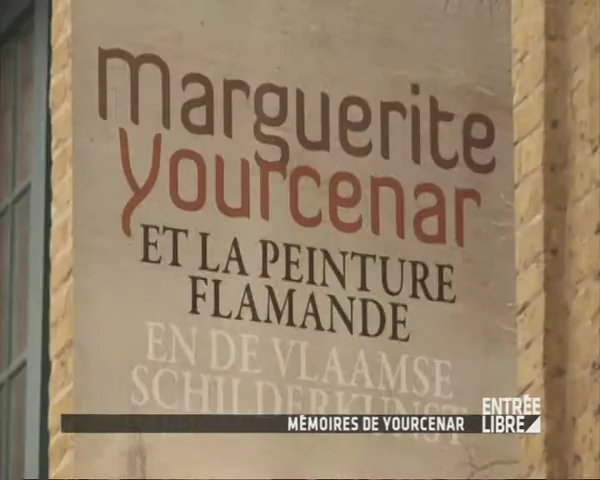 marguerite
yourcenar
ET LA PEINTURE
FLAMANDE
EN DE VLAAMSE
SCHILDERKUNST
MÉMOIRES DE YOURCENAR
ENTRÉE
LIBRE